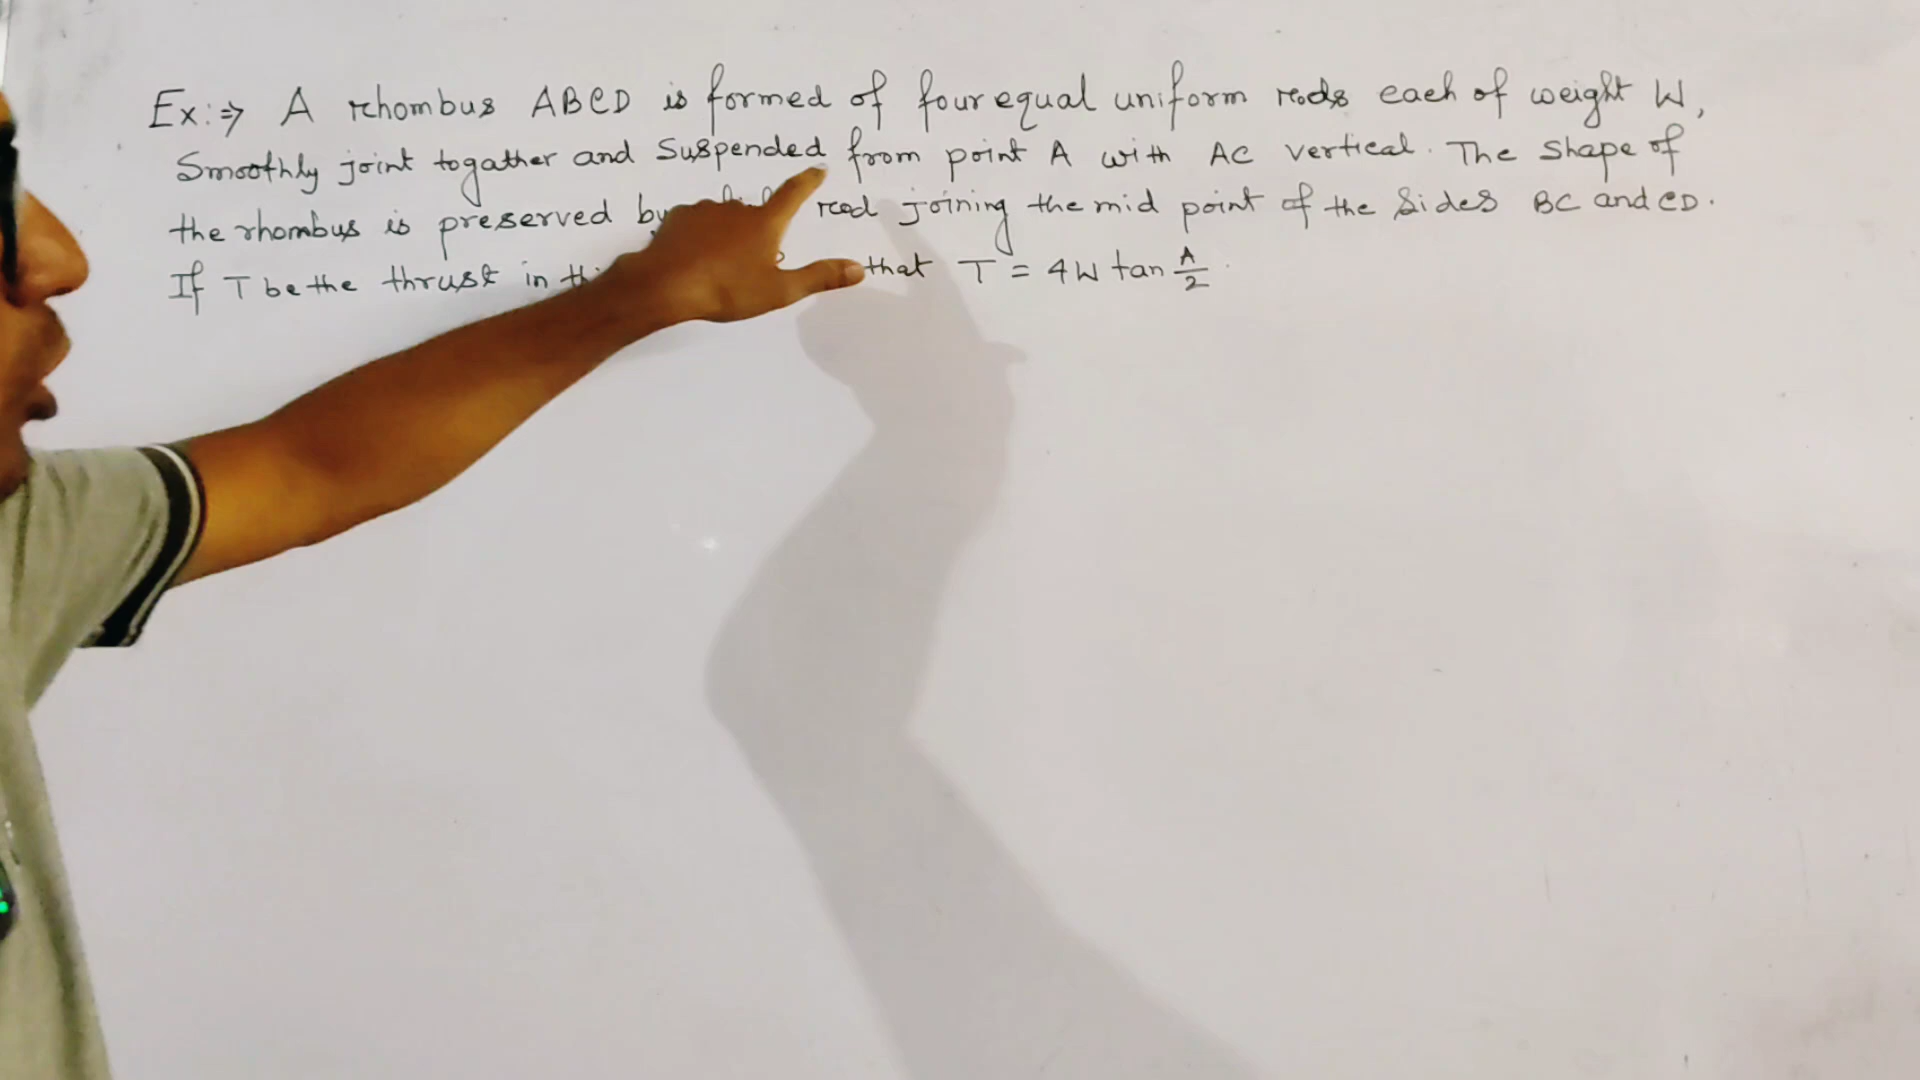 Ex:⇒ A rhombus ABCD is formed of four equal uniform rods each of weight W,
Smoothly joint togather and suspended from point A with AC vertical. The shape of
the rhombus is preserved by rod joining the mid point of the sides BC and CD.
If T be the thrust in that T = 4W tan A/2.